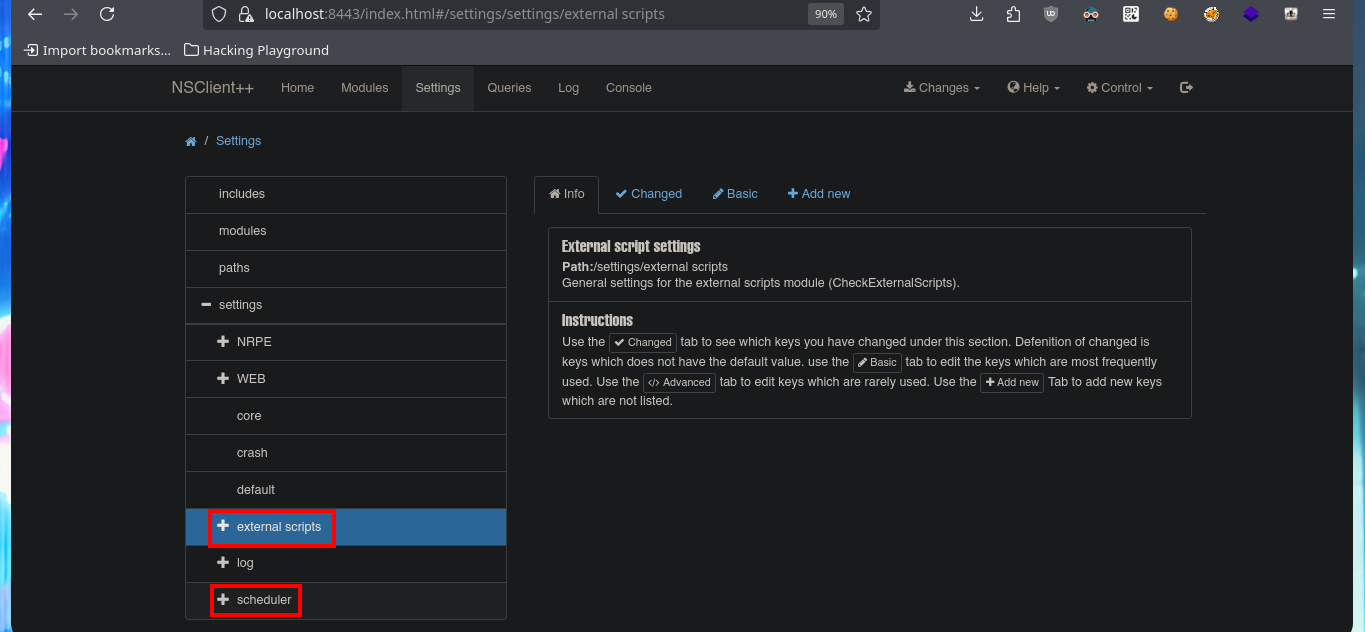 localhost:8443/index.html#/settings/settings/external scripts 90%
Import bookmarks... Hacking Playground
NSClient++ Home Modules Settings Queries Log Console Changes Help Control
/ Settings
includes
modules
paths
settings
NRPE
WEB
core
crash
default
external scripts
log
scheduler
Info Changed Basic Add new
External script settings
Path:/settings/external scripts
General settings for the external scripts module (CheckExternalScripts).
Instructions
Use the Changed tab to see which keys you have changed under this section. Defenition of changed is
keys which does not have the default value. use the Basic tab to edit the keys which are most frequently
used. Use the </> Advanced tab to edit keys which are rarely used. Use the Add new Tab to add new keys
which are not listed.